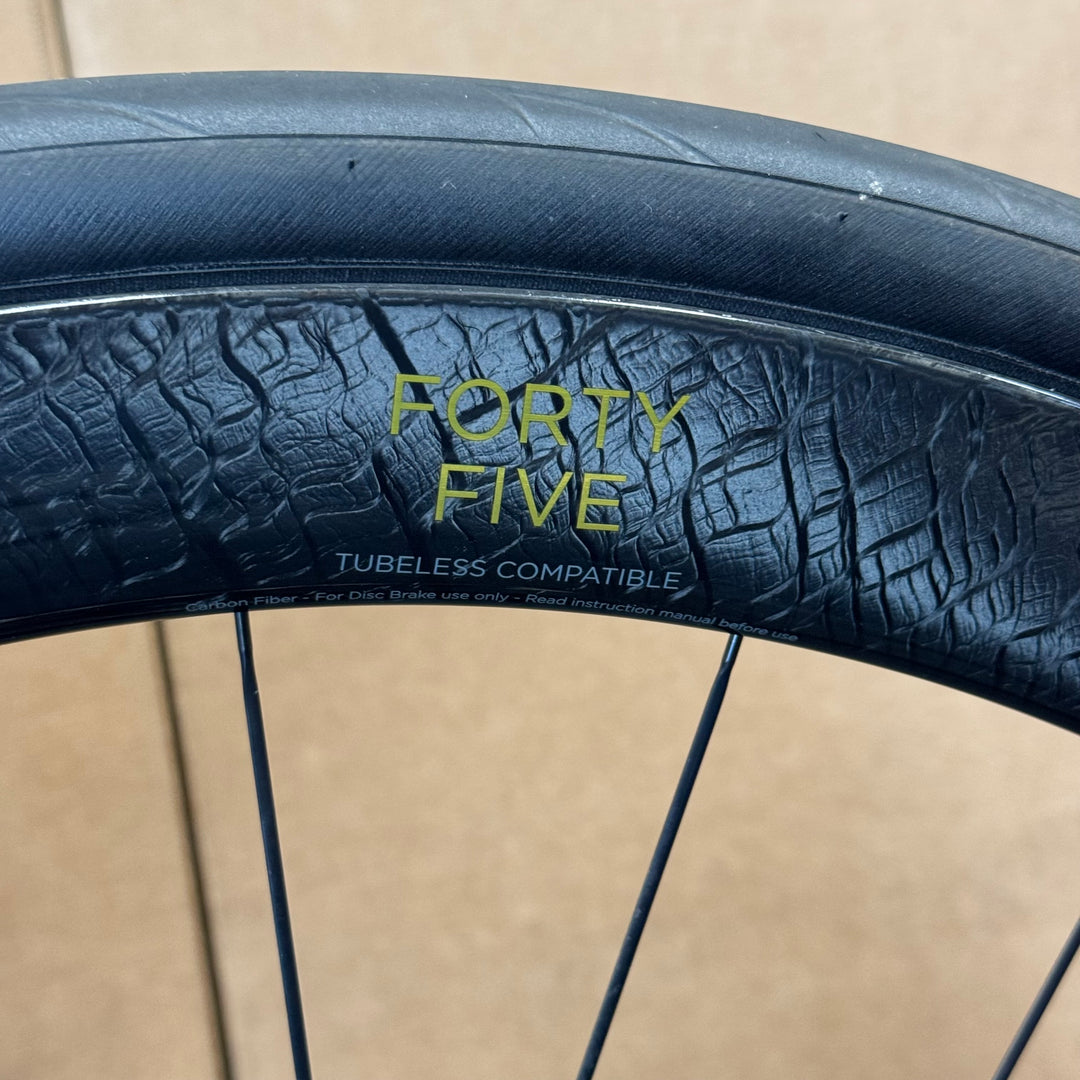 FORTY
FIVE
TUBELESS COMPATIBLE
Carbon Fiber - For Disc Brake use only - Read instruction manual before use